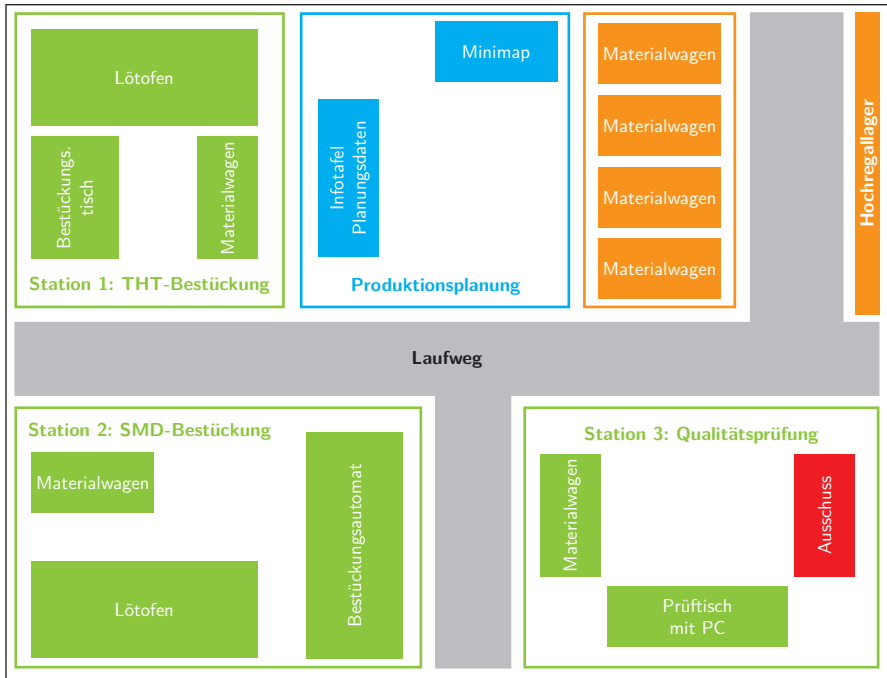 Lötofen
Bestückungs.
tisch
Materialwagen
Station 1: THT-Bestückung
Minimap
Infotafel
Planungsdaten
Produktionsplanung
Materialwagen
Materialwagen
Materialwagen
Materialwagen
Hochregallager
Laufweg
Station 2: SMD-Bestückung
Materialwagen
Lötofen
Bestückungsautomat
Station 3: Qualitätsprüfung
Materialwagen
Ausschuss
Prüftisch
mit PC